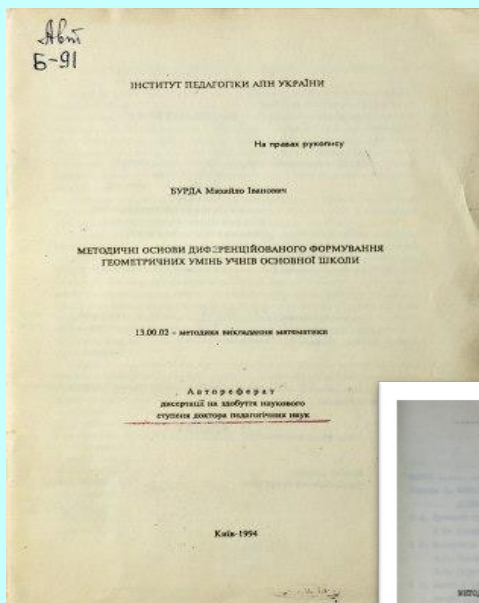 Авт
Б-91
ІНСТИТУТ ПЕДАГОГІКИ АПН УКРАЇНИ
На правах рукопису
БУРДА Михайло Іванович
МЕТОДИЧНІ ОСНОВИ ДИФЕРЕНЦІЙОВАНОГО ФОРМУВАННЯ
ГЕОМЕТРИЧНИХ УМІНЬ УЧНІВ ОСНОВНОЇ ШКОЛИ
13.00.02 – методика викладання математики
Автореферат
дисертації на здобуття наукового
ступеня доктора педагогічних наук
Київ-1994